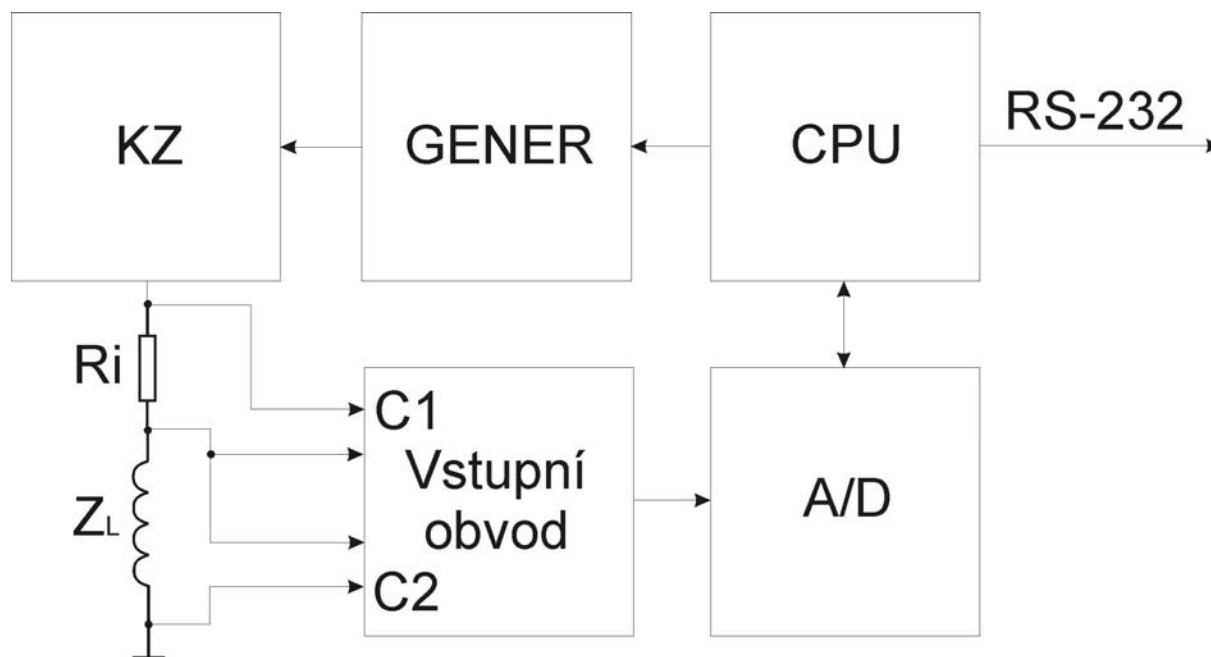 KZ
GENER
CPU
RS-232
Ri
C1
Vstupní
obvod
A/D
ZL
C2